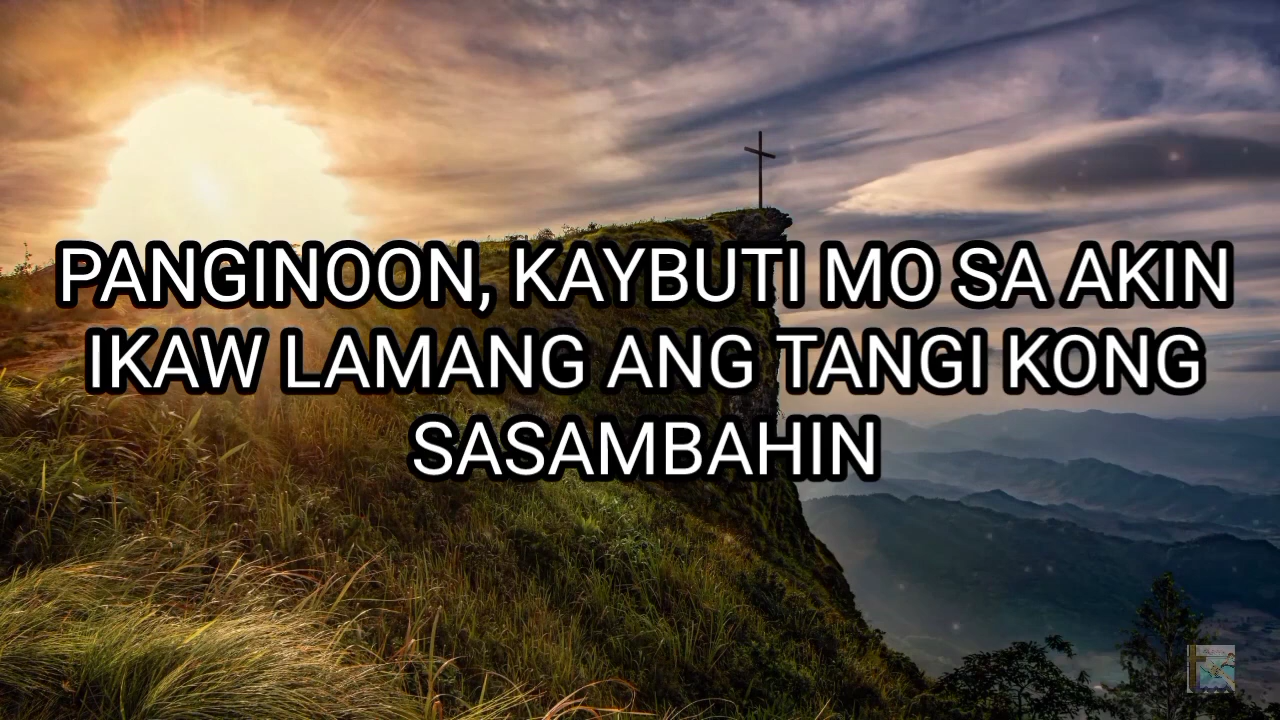 PANGINOON, KAYBUTI MO SA AKIN
IKAW LAMANG ANG TANGI KONG
SASAMBAHIN